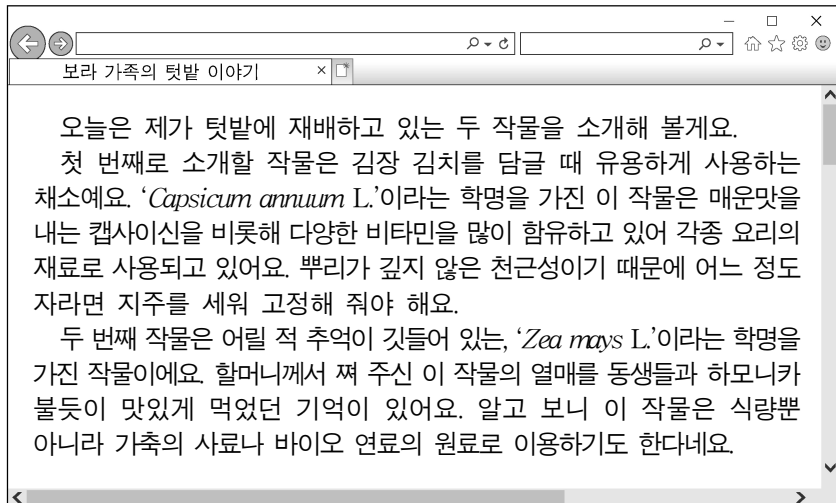 보라 가족의 텃밭 이야기
오늘은 제가 텃밭에 재배하고 있는 두 작물을 소개해 볼게요.
첫 번째로 소개할 작물은 김장 김치를 담글 때 유용하게 사용하는
채소예요. ‘Capsicum annuum L.’이라는 학명을 가진 이 작물은 매운맛을
내는 캡사이신을 비롯해 다양한 비타민을 많이 함유하고 있어 각종 요리의
재료로 사용되고 있어요. 뿌리가 깊지 않은 천근성이기 때문에 어느 정도
자라면 지주를 세워 고정해 줘야 해요.
두 번째 작물은 어릴 적 추억이 깃들어 있는, ‘Zea mays L.’이라는 학명을
가진 작물이에요. 할머니께서 쪄 주신 이 작물의 열매를 동생들과 하모니카
불듯이 맛있게 먹었던 기억이 있어요. 알고 보니 이 작물은 식량뿐
아니라 가축의 사료나 바이오 연료의 원료로 이용하기도 한다네요.